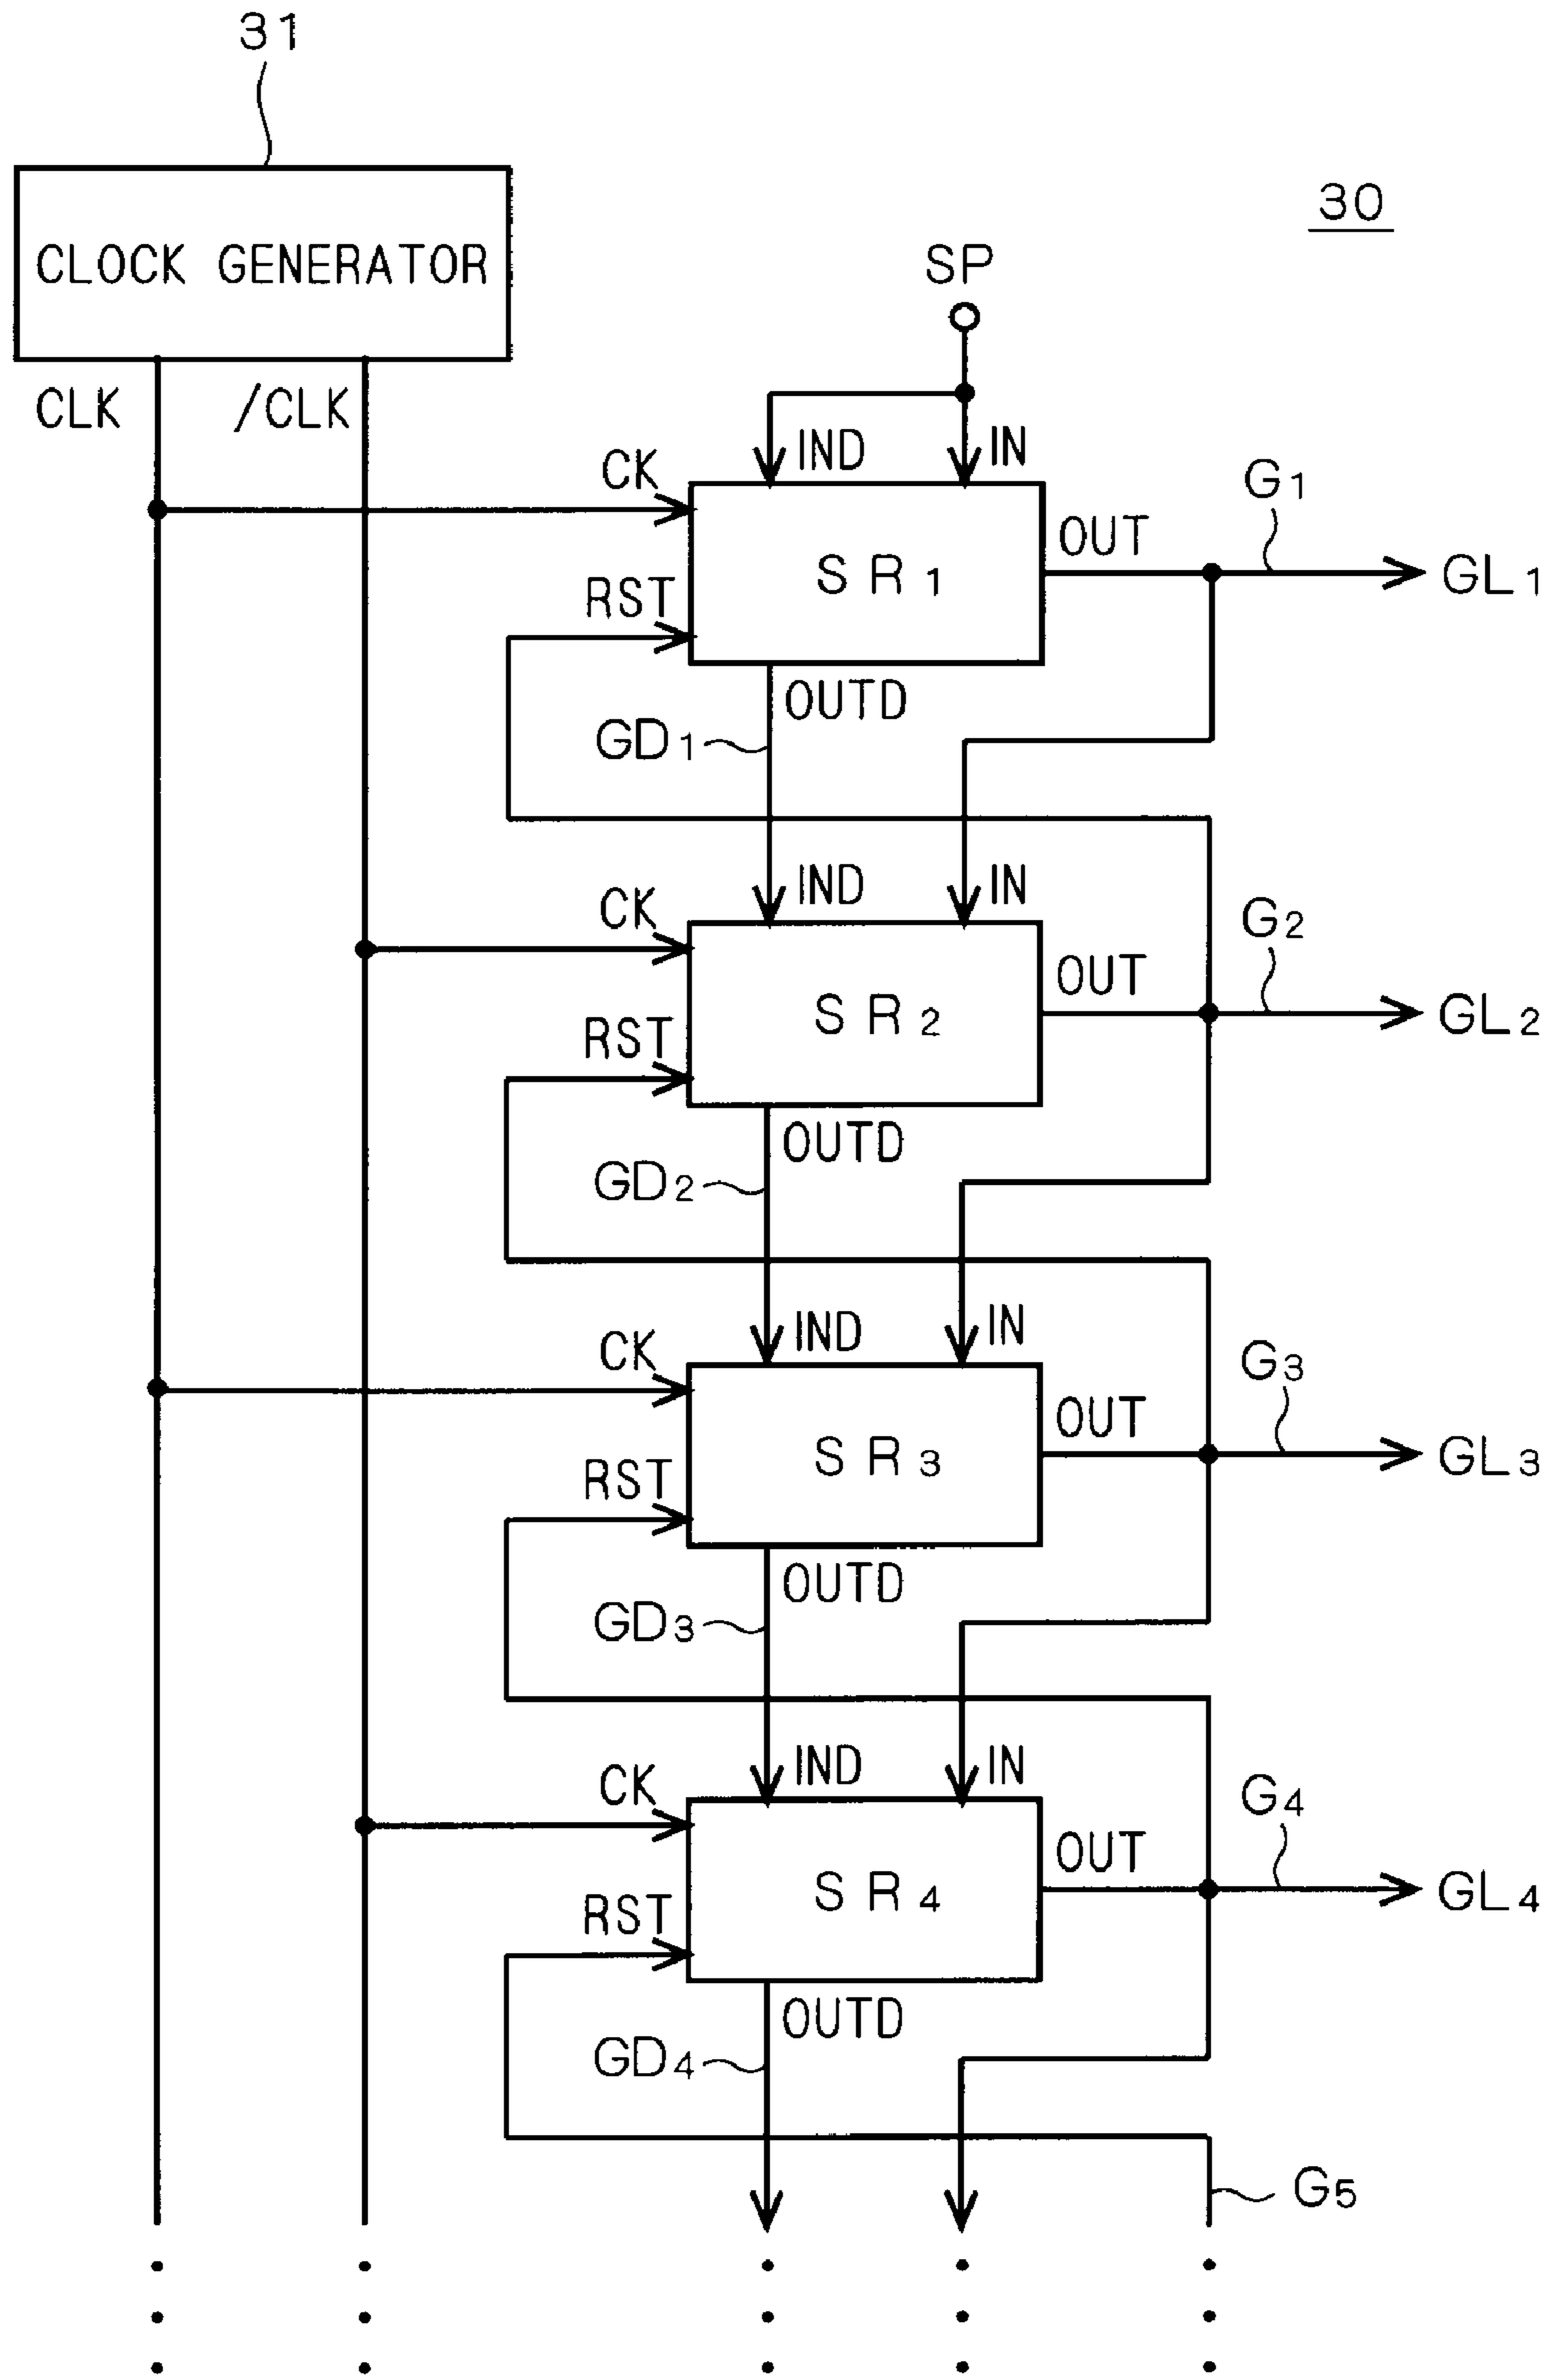 31
30
CLOCK GENERATOR
SP
CLK /CLK
IND IN
CK
G1
OUT
SR1
GL1
RST
OUTD
GD1
IND IN
CK
G2
OUT
SR2
GL2
RST
OUTD
GD2
IND IN
CK
G3
OUT
SR3
GL3
RST
OUTD
GD3
IND IN
CK
G4
OUT
SR4
GL4
RST
OUTD
GD4
G5